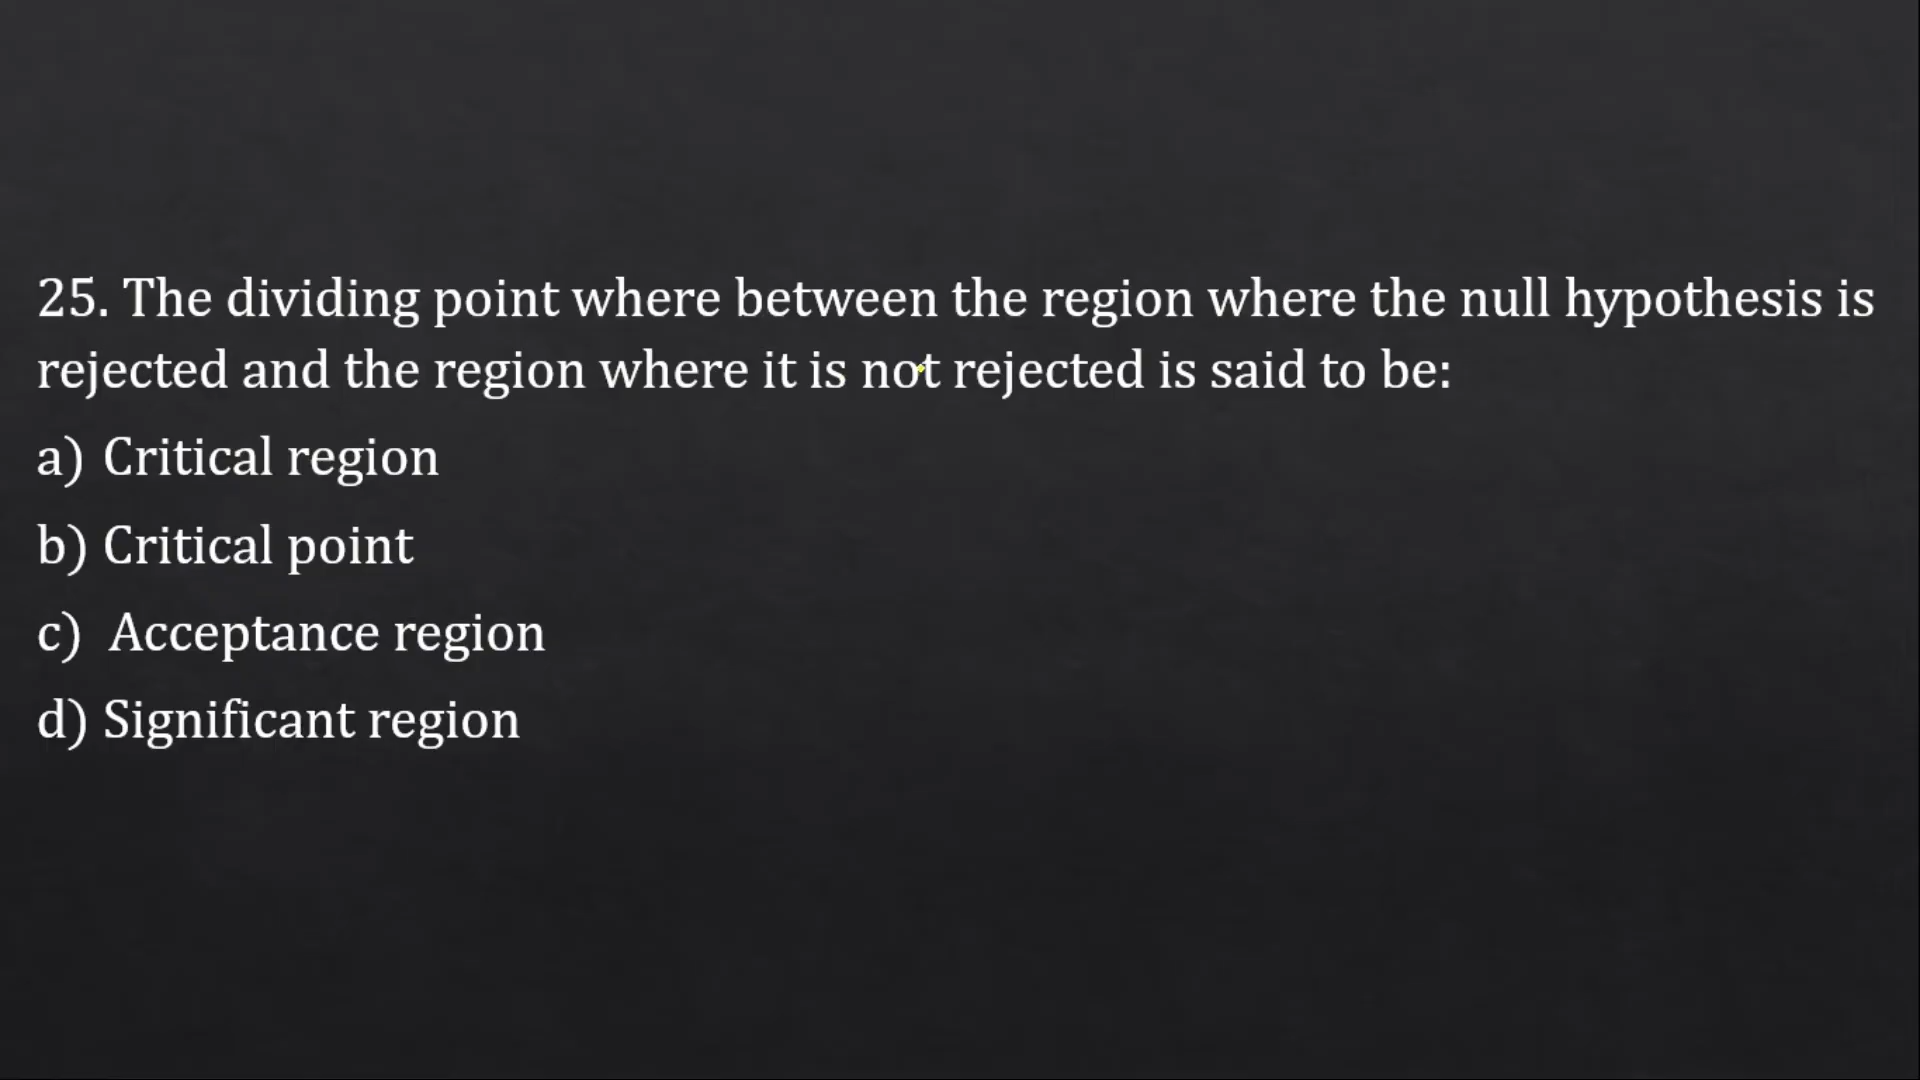 25. The dividing point where between the region where the null hypothesis is
rejected and the region where it is not rejected is said to be:
a) Critical region
b) Critical point
c) Acceptance region
d) Significant region